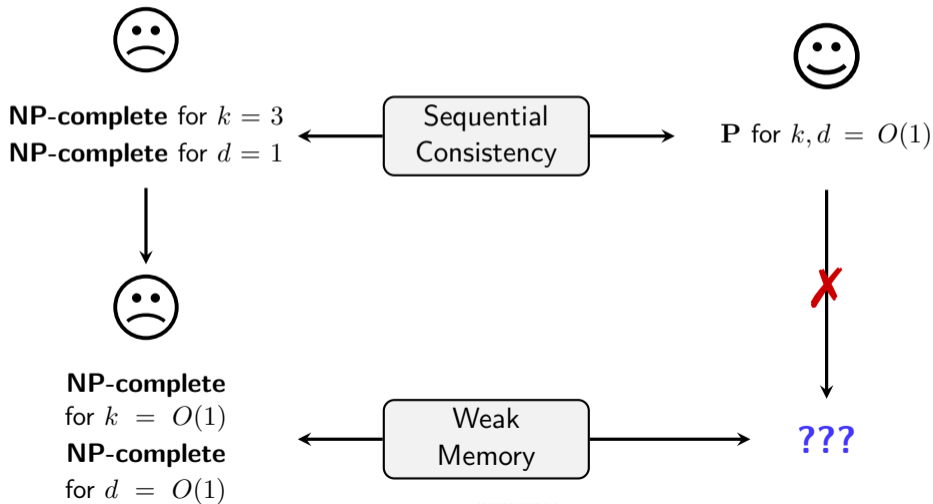 NP-complete for k = 3
NP-complete for d = 1
Sequential
Consistency
P for k, d = O(1)
✗
NP-complete
for k = O(1)
NP-complete
for d = O(1)
Weak
Memory
???